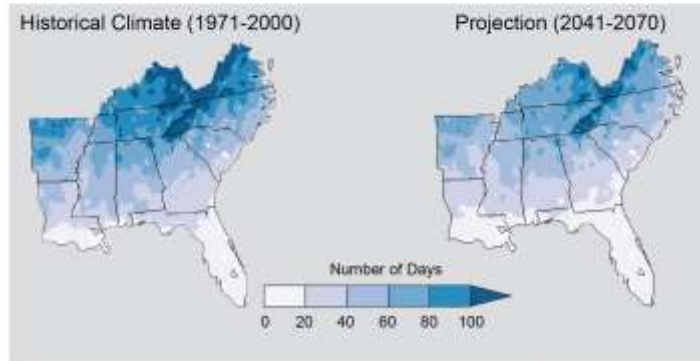 Historical Climate (1971-2000)
Projection (2041-2070)
Number of Days
0 20 40 60 80 100